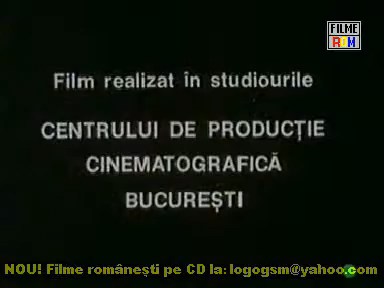 FILME
ROM
Film realizat în studiourile
CENTRULUI DE PRODUCȚIE
CINEMATOGRAFICĂ
BUCUREȘTI
NOU! Filme românești pe CD la: logogsm@yahoo.com